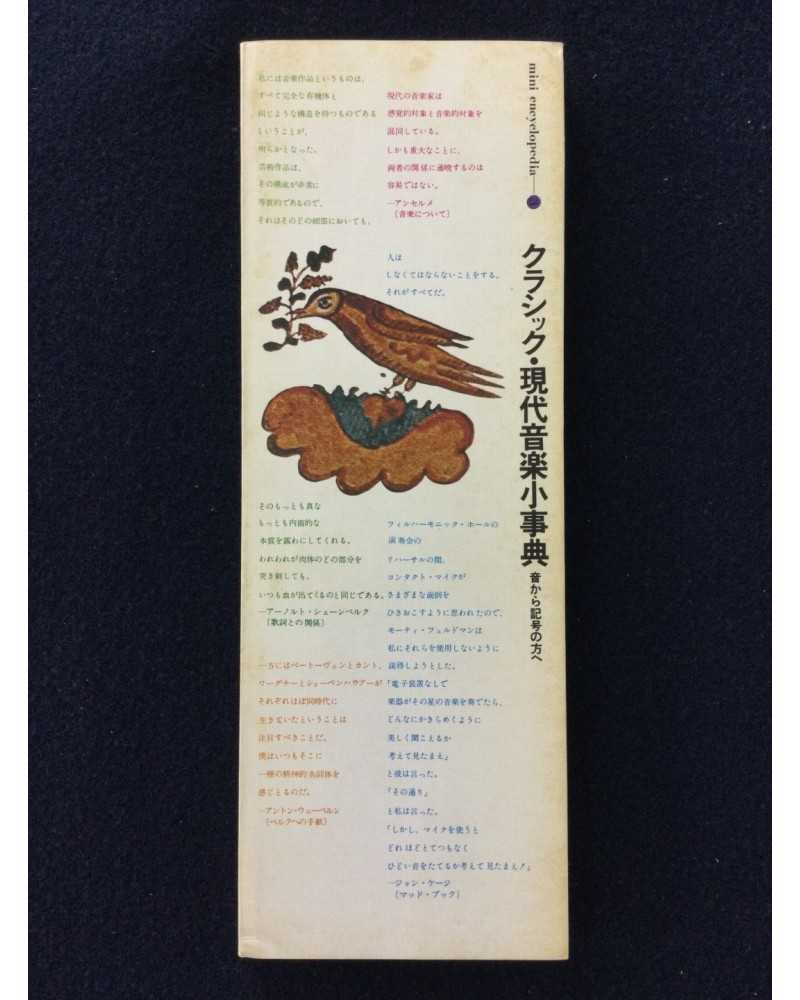 mini encyclopedia
クラシック・現代音楽小事典
音から記号の方へ
私には音楽作品というものは、
すべて完全な有機体と
同じような構造を持つものである
ということが、
明らかとなった。
芸術作品は、
その構成が非常に
等質的であるので、
それはそのどの細部においても、
そのもっとも真な
もっとも内面的な
本質を露わにしてくれる。
われわれが肉体のどの部分を
突き刺しても、
いつも血が出てくるのと同じである。
—アーノルト・シェーンベルク
〔歌詞との関係〕
現代の音楽家は
感覚的対象と音楽的対象を
混同している。
しかも重大なことに、
両者の関係に通暁するのは
容易ではない。
—アンセルメ
〔音楽について〕
人は
しなくてはならないことをする。
それがすべてだ。
フィルハーモニック・ホールの
演奏会の
リハーサルの間、
コンタクト・マイクが
さまざまな面倒を
ひきおこすように思われたので、
モーティ・フェルドマンは
私にそれらを使用しないように
説得しようとした。
「電子装置なしで
楽器がその星の音楽を奏でたら、
どんなにかきらめくように
美しく聞こえるか
考えて見たまえ」
と彼は言った。
「その通り」
と私は言った。
「しかし、マイクを使うと
どれほどとてつもなく
ひどい音をたてるか考えて見たまえ！」
—ジョン・ケージ
〔マッド・ブック〕
一方にはベートーヴェンとカント、
ワーグナーとショーペンハウアーが
それぞれほぼ同時代に
生きていたということは
注目すべきことだ。
僕はいつもそこに
一種の精神的
感じとるのだ。
—アントン・ウェーベルン
〔ベルクへの手紙〕